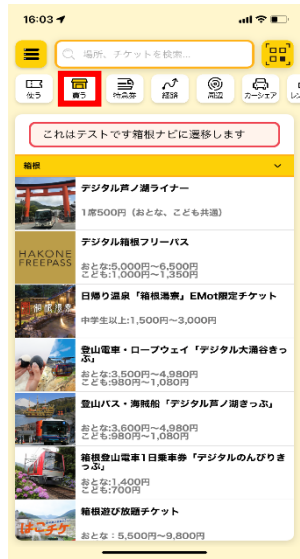 16:03
場所、チケットを検索...
使う
買う
特急券
経路
周辺
カーシェア
これはテストです箱根ナビに遷移します
箱根
デジタル芦ノ湖ライナー
1席500円（おとな、こども共通）
HAKONE
FREEPASS
デジタル箱根フリーパス
おとな:5,000円～6,500円
こども:1,000円～1,350円
日帰り温泉「箱根湯寮」EMot限定チケット
中学生以上:1,500円～3,000円
登山電車・ロープウェイ「デジタル大涌谷きっ
ぷ」
おとな:3,500円～4,980円
こども:980円～1,080円
登山バス・海賊船「デジタル芦ノ湖きっぷ」
おとな:3,600円～4,980円
こども:980円～1,080円
箱根登山電車1日乗車券「デジタルのんびりき
っぷ」
おとな:1,400円
こども:700円
はこチケ
箱根遊び放題チケット
おとな：5,500円～9,800円